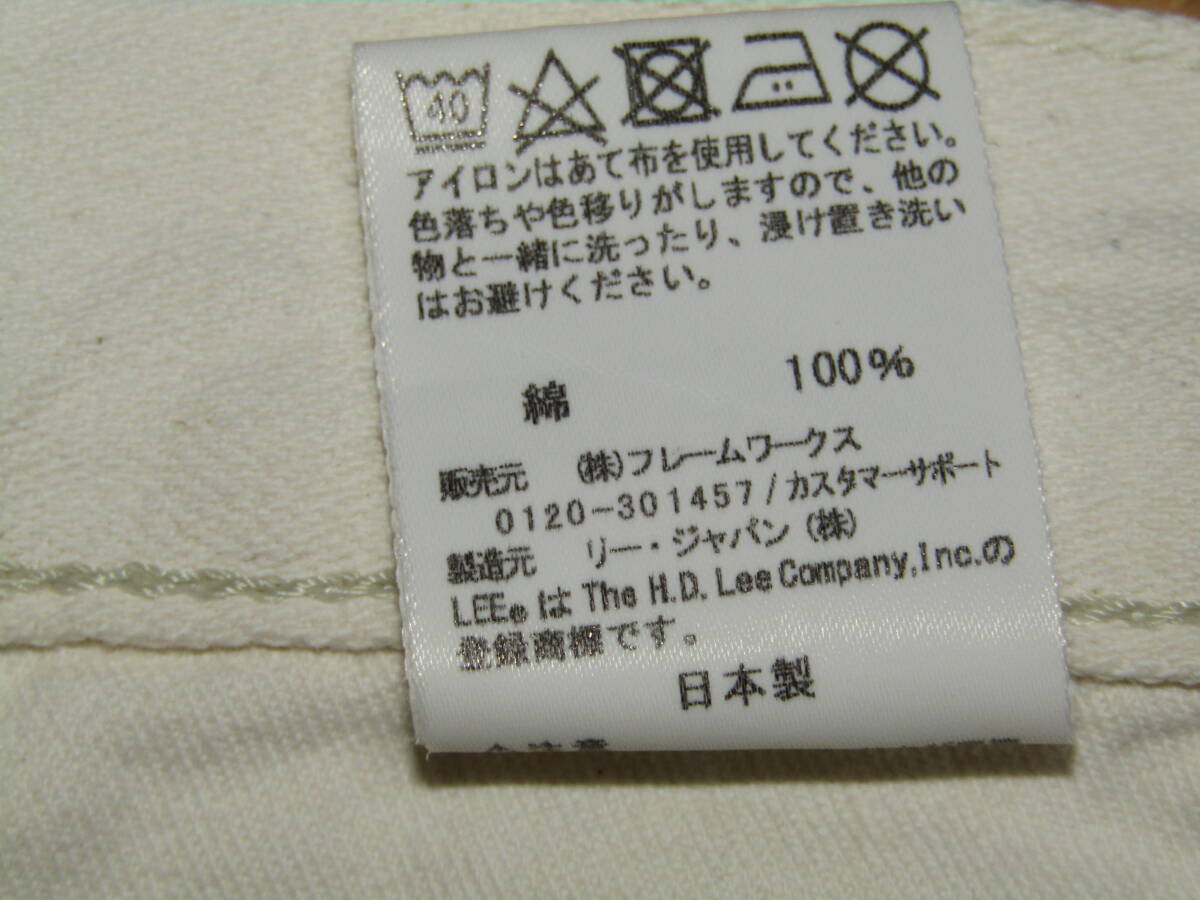 40
アイロンはあて布を使用してください。
色落ちや色移りがしますので、他の
物と一緒に洗ったり、浸け置き洗い
はお避けください。
綿 100%
販売元 (株)フレームワークス
0120-301457/カスタマーサポート
製造元 リー・ジャパン(株)
LEE®は The H.D. Lee Company,Inc.の
登録商標です。
日本製